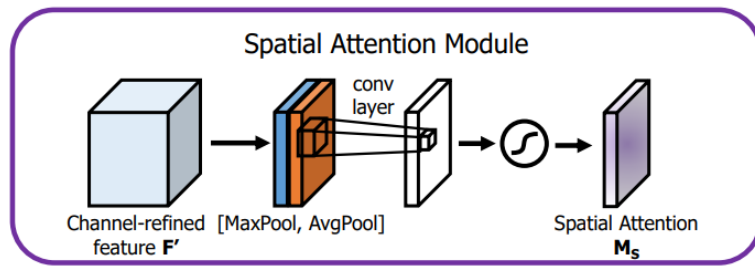 Spatial Attention Module
conv
layer
Channel-refined
feature F’
[MaxPool, AvgPool]
Spatial Attention
Ms